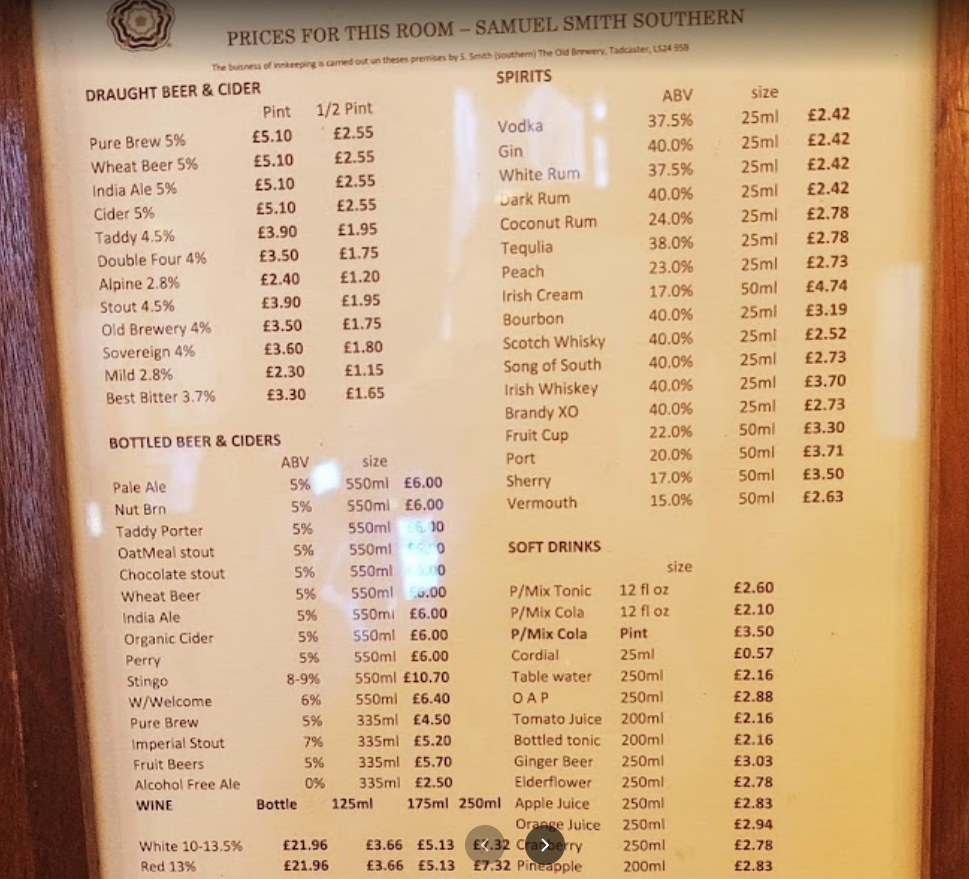 PRICES FOR THIS ROOM – SAMUEL SMITH SOUTHERN
The buisness of innkeeping is carried out un theses premises by S. Smith (southern) The Old Brewery, Tadcaster, LS24 9SB
DRAUGHT BEER & CIDER
Pint 1/2 Pint
Pure Brew 5% £5.10 £2.55
Wheat Beer 5% £5.10 £2.55
India Ale 5% £5.10 £2.55
Cider 5% £5.10 £2.55
Taddy 4.5% £3.90 £1.95
Double Four 4% £3.50 £1.75
Alpine 2.8% £2.40 £1.20
Stout 4.5% £3.90 £1.95
Old Brewery 4% £3.50 £1.75
Sovereign 4% £3.60 £1.80
Mild 2.8% £2.30 £1.15
Best Bitter 3.7% £3.30 £1.65
BOTTLED BEER & CIDERS
ABV size
Pale Ale 5% 550ml £6.00
Nut Brn 5% 550ml £6.00
Taddy Porter 5% 550ml
OatMeal stout 5% 550ml
Chocolate stout 5% 550ml
Wheat Beer 5% 550ml £6.00
India Ale 5% 550ml £6.00
Organic Cider 5% 550ml £6.00
Perry 5% 550ml £6.00
Stingo 8-9% 550ml £10.70
W/Welcome 6% 550ml £6.40
Pure Brew 5% 335ml £4.50
Imperial Stout 7% 335ml £5.20
Fruit Beers 5% 335ml £5.70
Alcohol Free Ale 0% 335ml £2.50
WINE Bottle 125ml 175ml 250ml
White 10-13.5% £21.96 £3.66 £5.13
Red 13% £21.96 £3.66 £5.13 £7.32
SPIRITS
ABV size
Vodka 37.5% 25ml £2.42
Gin 40.0% 25ml £2.42
White Rum 37.5% 25ml £2.42
Dark Rum 40.0% 25ml £2.42
Coconut Rum 24.0% 25ml £2.78
Tequlia 38.0% 25ml £2.78
Peach 23.0% 25ml £2.73
Irish Cream 17.0% 50ml £4.74
Bourbon 40.0% 25ml £3.19
Scotch Whisky 40.0% 25ml £2.52
Song of South 40.0% 25ml £2.73
Irish Whiskey 40.0% 25ml £3.70
Brandy XO 40.0% 25ml £2.73
Fruit Cup 22.0% 50ml £3.30
Port 20.0% 50ml £3.71
Sherry 17.0% 50ml £3.50
Vermouth 15.0% 50ml £2.63
SOFT DRINKS
size
P/Mix Tonic 12 fl oz £2.60
P/Mix Cola 12 fl oz £2.10
P/Mix Cola Pint £3.50
Cordial 25ml £0.57
Table water 250ml £2.16
O A P 250ml £2.88
Tomato Juice 200ml £2.16
Bottled tonic 200ml £2.16
Ginger Beer 250ml £3.03
Elderflower 250ml £2.78
Apple Juice 250ml £2.83
Orange Juice 250ml £2.94
Cranberry 250ml £2.78
Pineapple 200ml £2.83